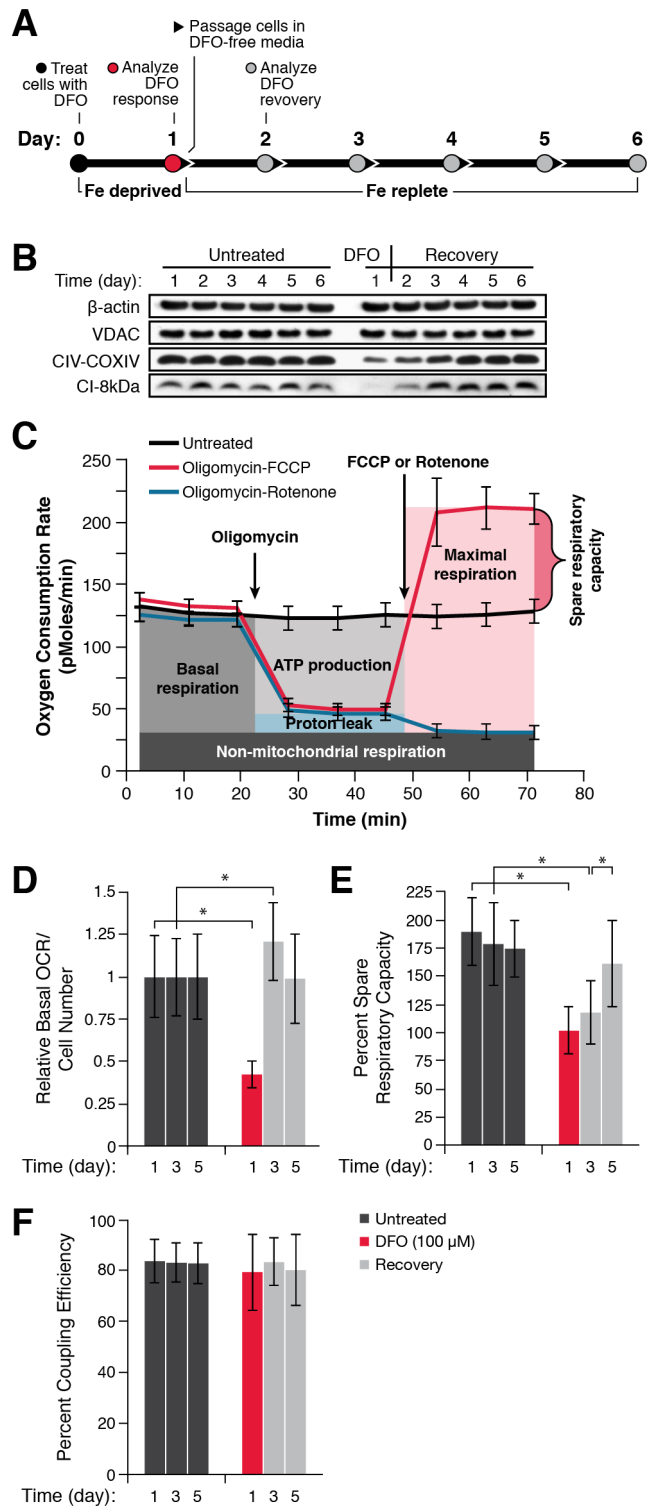 A
Passage cells in
DFO-free media
Treat
cells with
DFO
Analyze
DFO
response
Analyze
DFO
revovery
Day: 0 1 2 3 4 5 6
Fe deprived Fe replete
B
Untreated DFO Recovery
Time (day): 1 2 3 4 5 6 1 2 3 4 5 6
β-actin
VDAC
CIV-COXIV
CI-8kDa
C
Untreated
Oligomycin-FCCP
Oligomycin-Rotenone
FCCP or Rotenone
Oligomycin
Oxygen Consumption Rate
(pMoles/min)
250
200
150
100
50
0
Maximal
respiration
Spare respiratory
capacity
Basal
respiration
ATP production
Proton leak
Non-mitochondrial respiration
0 10 20 30 40 50 60 70 80
Time (min)
D
Relative Basal OCR/
Cell Number
1.5
1.25
0.75
0.5
0.25
0
* *
Time (day): 1 3 5 1 3 5
E
Percent Spare
Respiratory Capacity
225
200
175
150
125
100
75
50
25
0
* * *
Time (day): 1 3 5 1 3 5
F
Percent Coupling Efficiency
100
80
60
40
20
0
Time (day): 1 3 5 1 3 5
Untreated
DFO (100 µM)
Recovery